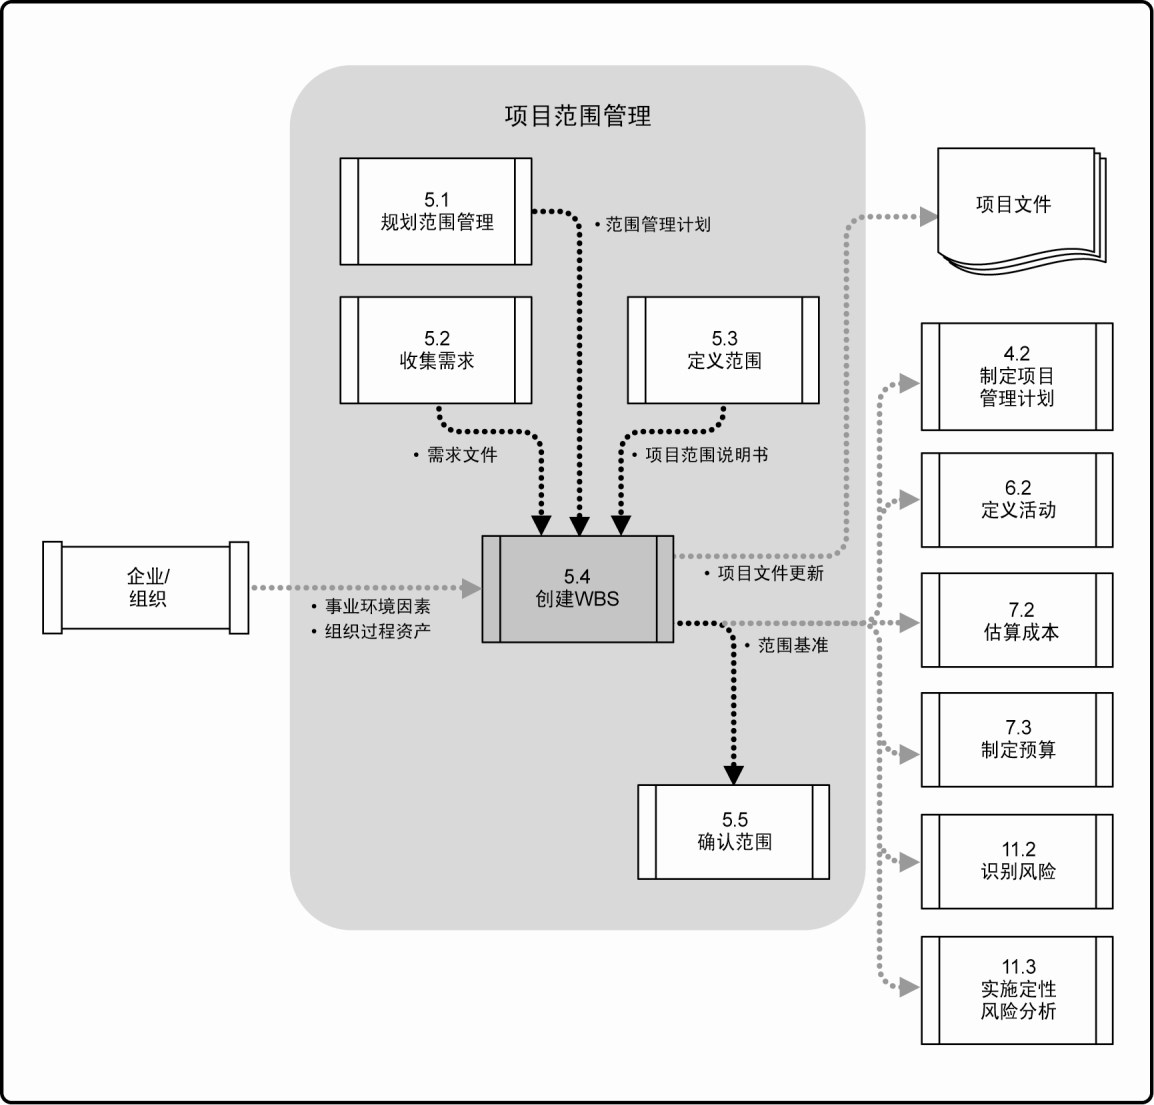 项目范围管理
5.1
规划范围管理
• 范围管理计划
项目文件
5.2
收集需求
5.3
定义范围
4.2
制定项目
管理计划
• 需求文件
• 项目范围说明书
6.2
定义活动
企业/
组织
• 事业环境因素
• 组织过程资产
5.4
创建WBS
• 项目文件更新
• 范围基准
7.2
估算成本
7.3
制定预算
5.5
确认范围
11.2
识别风险
11.3
实施定性
风险分析